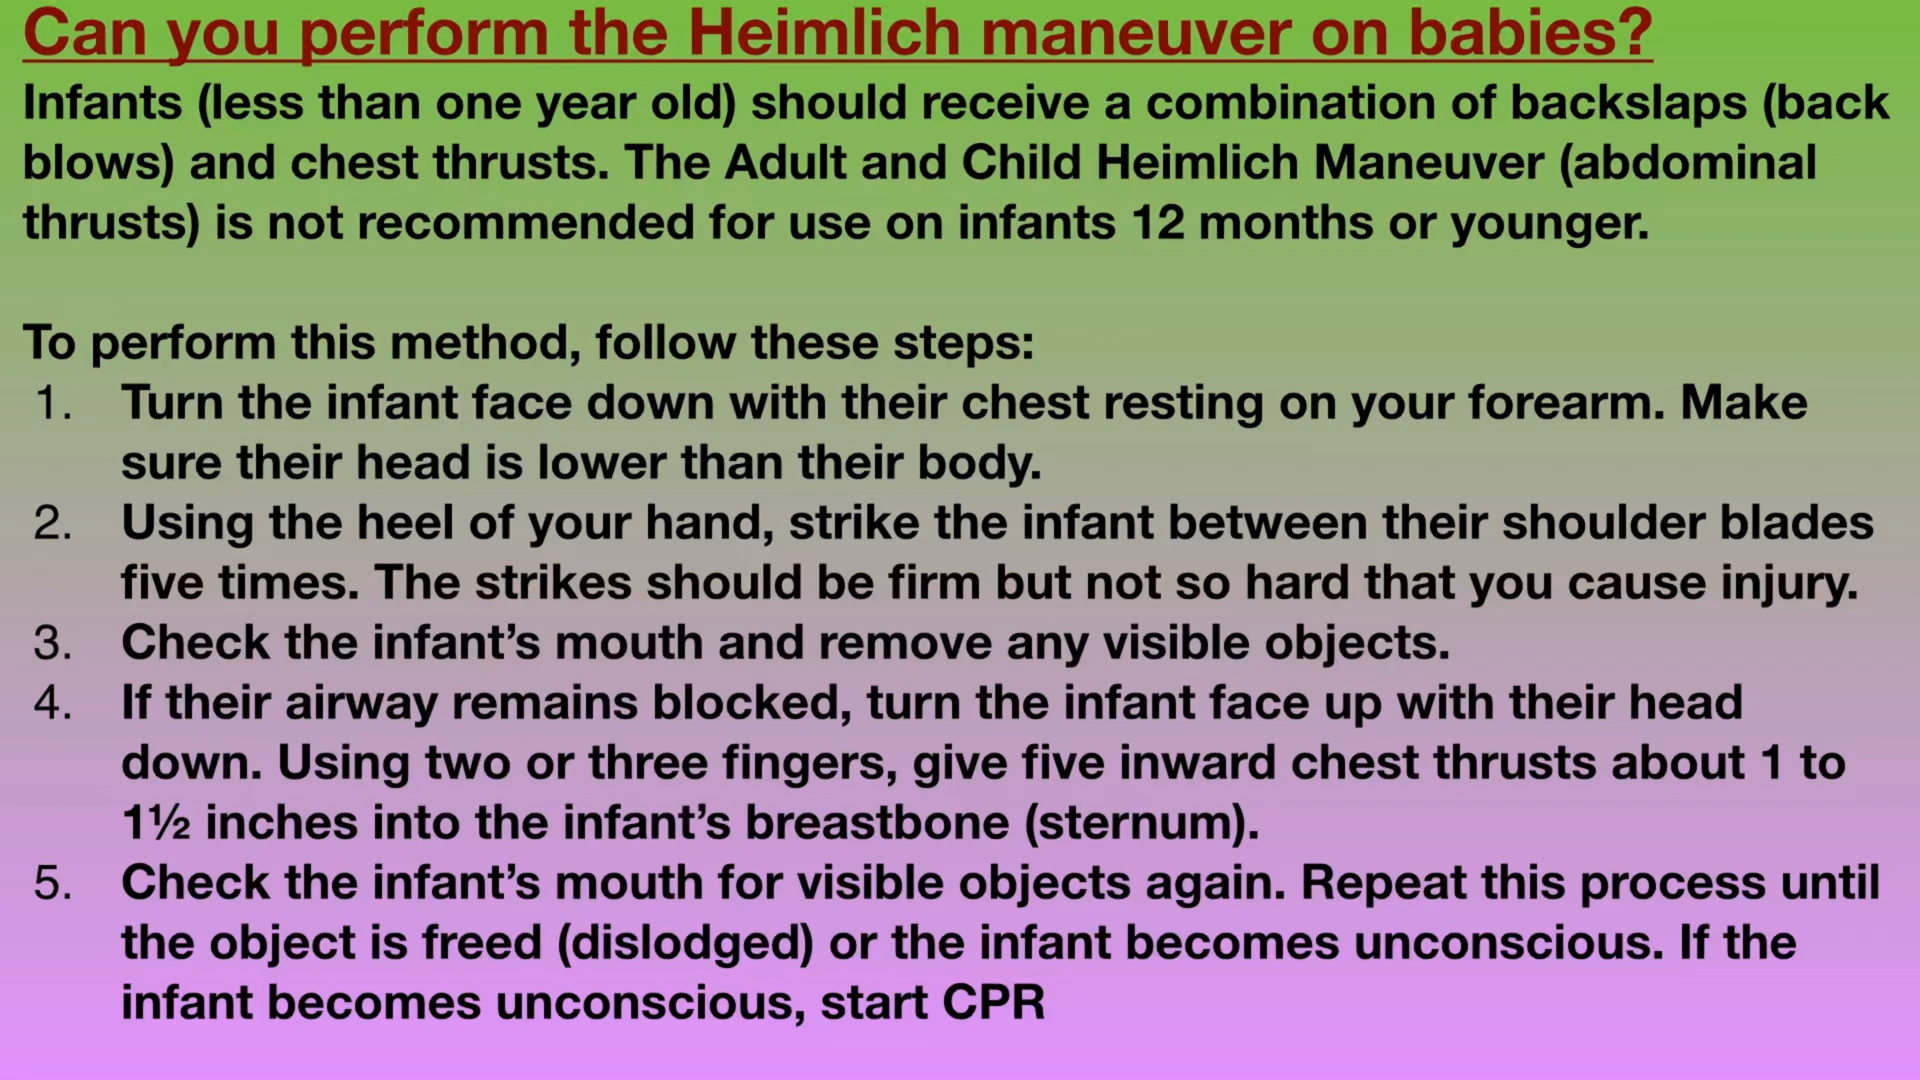 Can you perform the Heimlich maneuver on babies?
Infants (less than one year old) should receive a combination of backslaps (back
blows) and chest thrusts. The Adult and Child Heimlich Maneuver (abdominal
thrusts) is not recommended for use on infants 12 months or younger.
To perform this method, follow these steps:
1. Turn the infant face down with their chest resting on your forearm. Make
sure their head is lower than their body.
2. Using the heel of your hand, strike the infant between their shoulder blades
five times. The strikes should be firm but not so hard that you cause injury.
3. Check the infant’s mouth and remove any visible objects.
4. If their airway remains blocked, turn the infant face up with their head
down. Using two or three fingers, give five inward chest thrusts about 1 to
1½ inches into the infant’s breastbone (sternum).
5. Check the infant’s mouth for visible objects again. Repeat this process until
the object is freed (dislodged) or the infant becomes unconscious. If the
infant becomes unconscious, start CPR